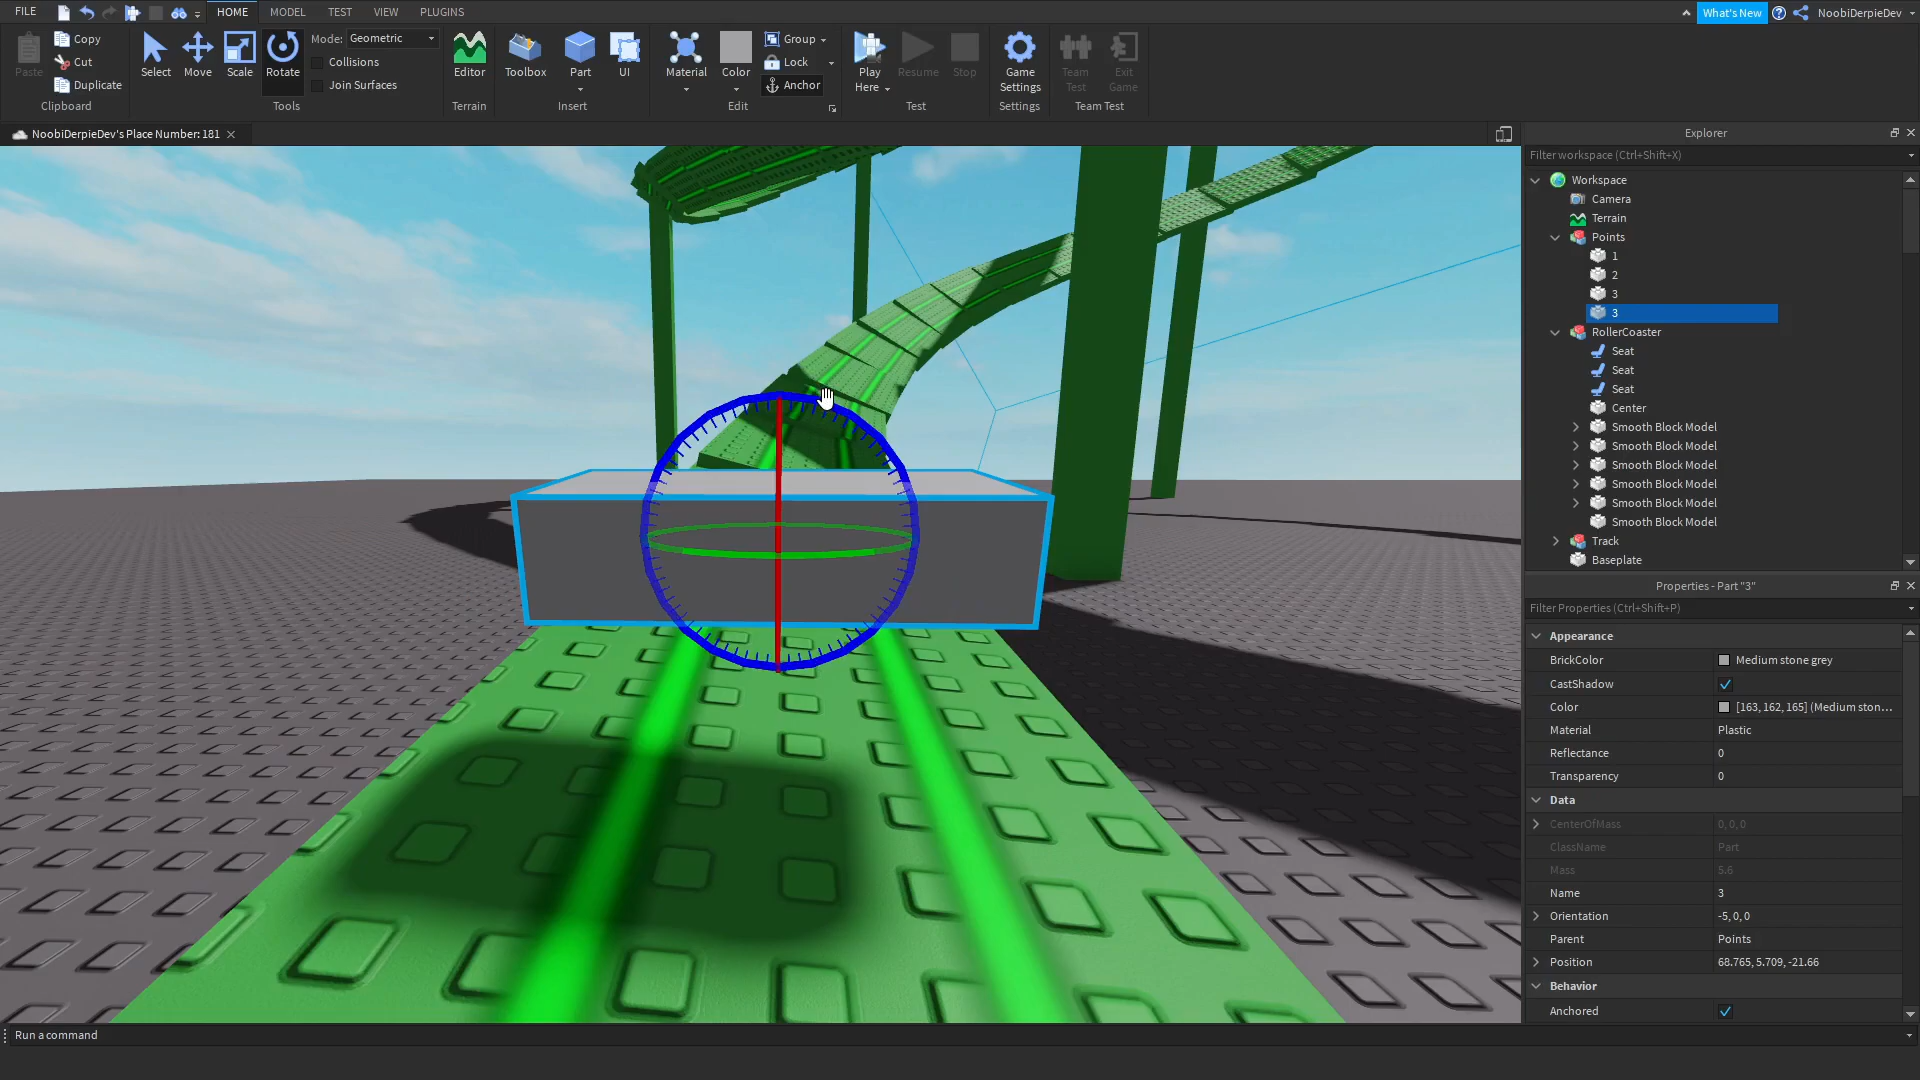 FILE
HOME
MODEL
TEST
VIEW
PLUGINS
What's New
NoobiDerpieDev
Paste
Copy
Cut
Duplicate
Clipboard
Select
Move
Scale
Rotate
Mode: Geometric
Collisions
Join Surfaces
Tools
Editor
Terrain
Toolbox
Part
UI
Insert
Material
Color
Group
Lock
Anchor
Edit
Play Here
Resume
Stop
Test
Game Settings
Settings
Team Test
Exit Game
Team Test
NoobiDerpieDev's Place Number: 181
Explorer
Filter workspace (Ctrl+Shift+X)
Workspace
Camera
Terrain
Points
1
2
3
3
RollerCoaster
Seat
Seat
Seat
Center
Smooth Block Model
Smooth Block Model
Smooth Block Model
Smooth Block Model
Smooth Block Model
Smooth Block Model
Track
Baseplate
Properties - Part "3"
Filter Properties (Ctrl+Shift+P)
Appearance
BrickColor Medium stone grey
CastShadow
Color [163, 162, 165] (Medium ston...
Material Plastic
Reflectance 0
Transparency 0
Data
CenterOfMass 0, 0, 0
ClassName Part
Mass 5.6
Name 3
Orientation -5, 0, 0
Parent Points
Position 68.765, 5.709, -21.66
Behavior
Anchored
Run a command